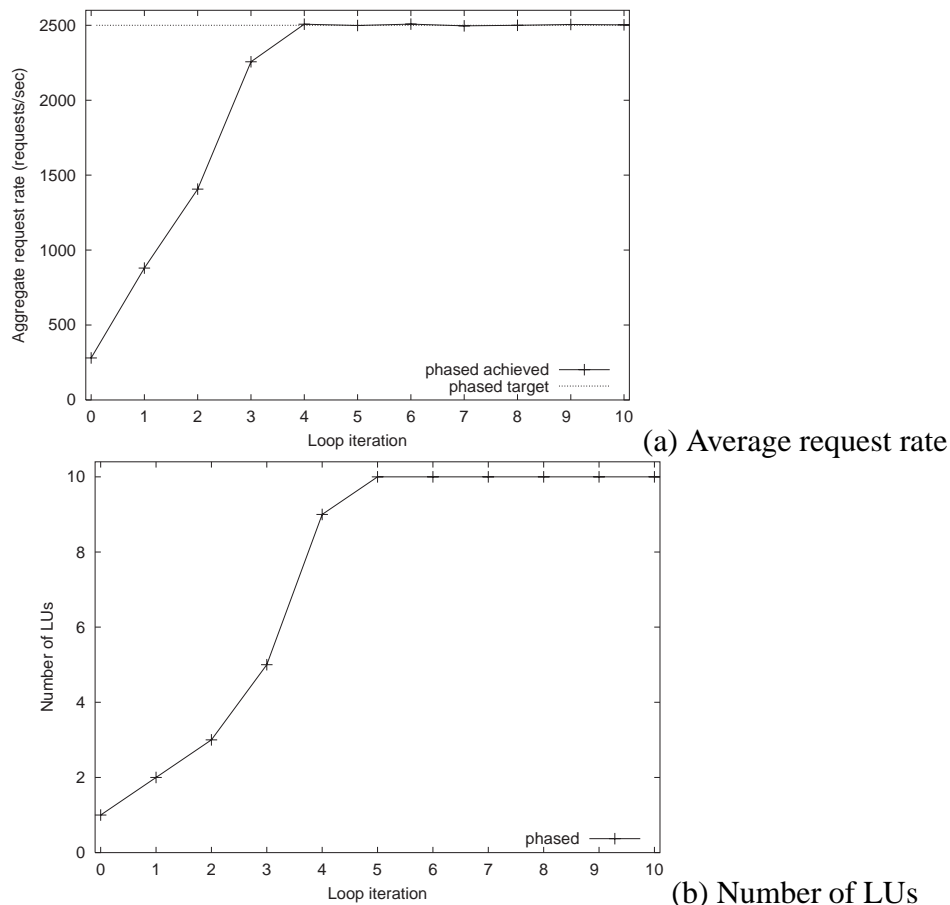 2500
2000
1500
1000
500
0
Aggregate request rate (requests/sec)
phased achieved
phased target
0 1 2 3 4 5 6 7 8 9 10
Loop iteration
(a) Average request rate
10
8
6
4
2
0
Number of LUs
phased
0 1 2 3 4 5 6 7 8 9 10
Loop iteration
(b) Number of LUs